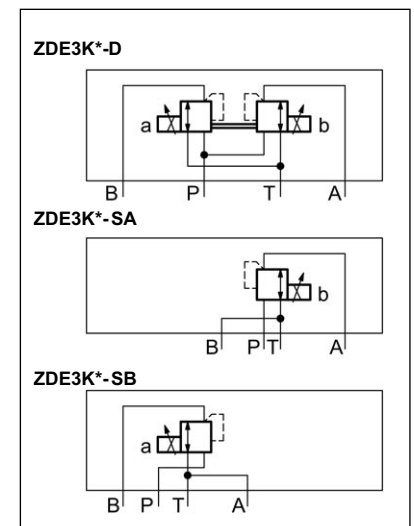 ZDE3K*-D
a b
B P T A
ZDE3K*-SA
b
B P T A
ZDE3K*-SB
a
B P T A